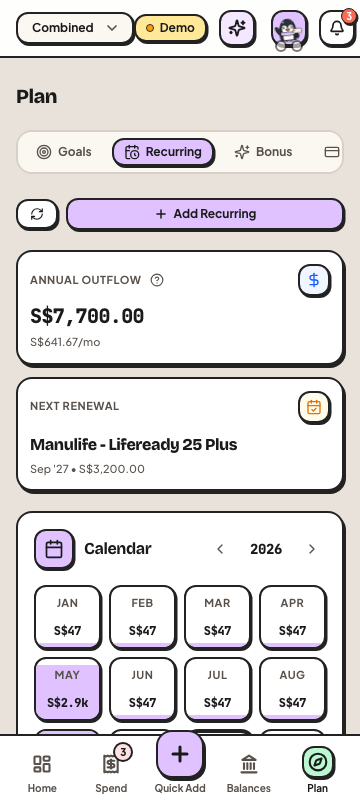 Combined
Demo
3
Plan
Goals
Recurring
Bonus
+ Add Recurring
ANNUAL OUTFLOW ?
$
S$7,700.00
S$641.67/mo
NEXT RENEWAL
Manulife - Lifeready 25 Plus
Sep '27 • S$3,200.00
Calendar
< 2026 >
JAN FEB MAR APR
S$47 S$47 S$47 S$47
MAY JUN JUL AUG
S$2.9k S$47 S$47 S$47
3
+
Home Spend Quick Add Balances Plan